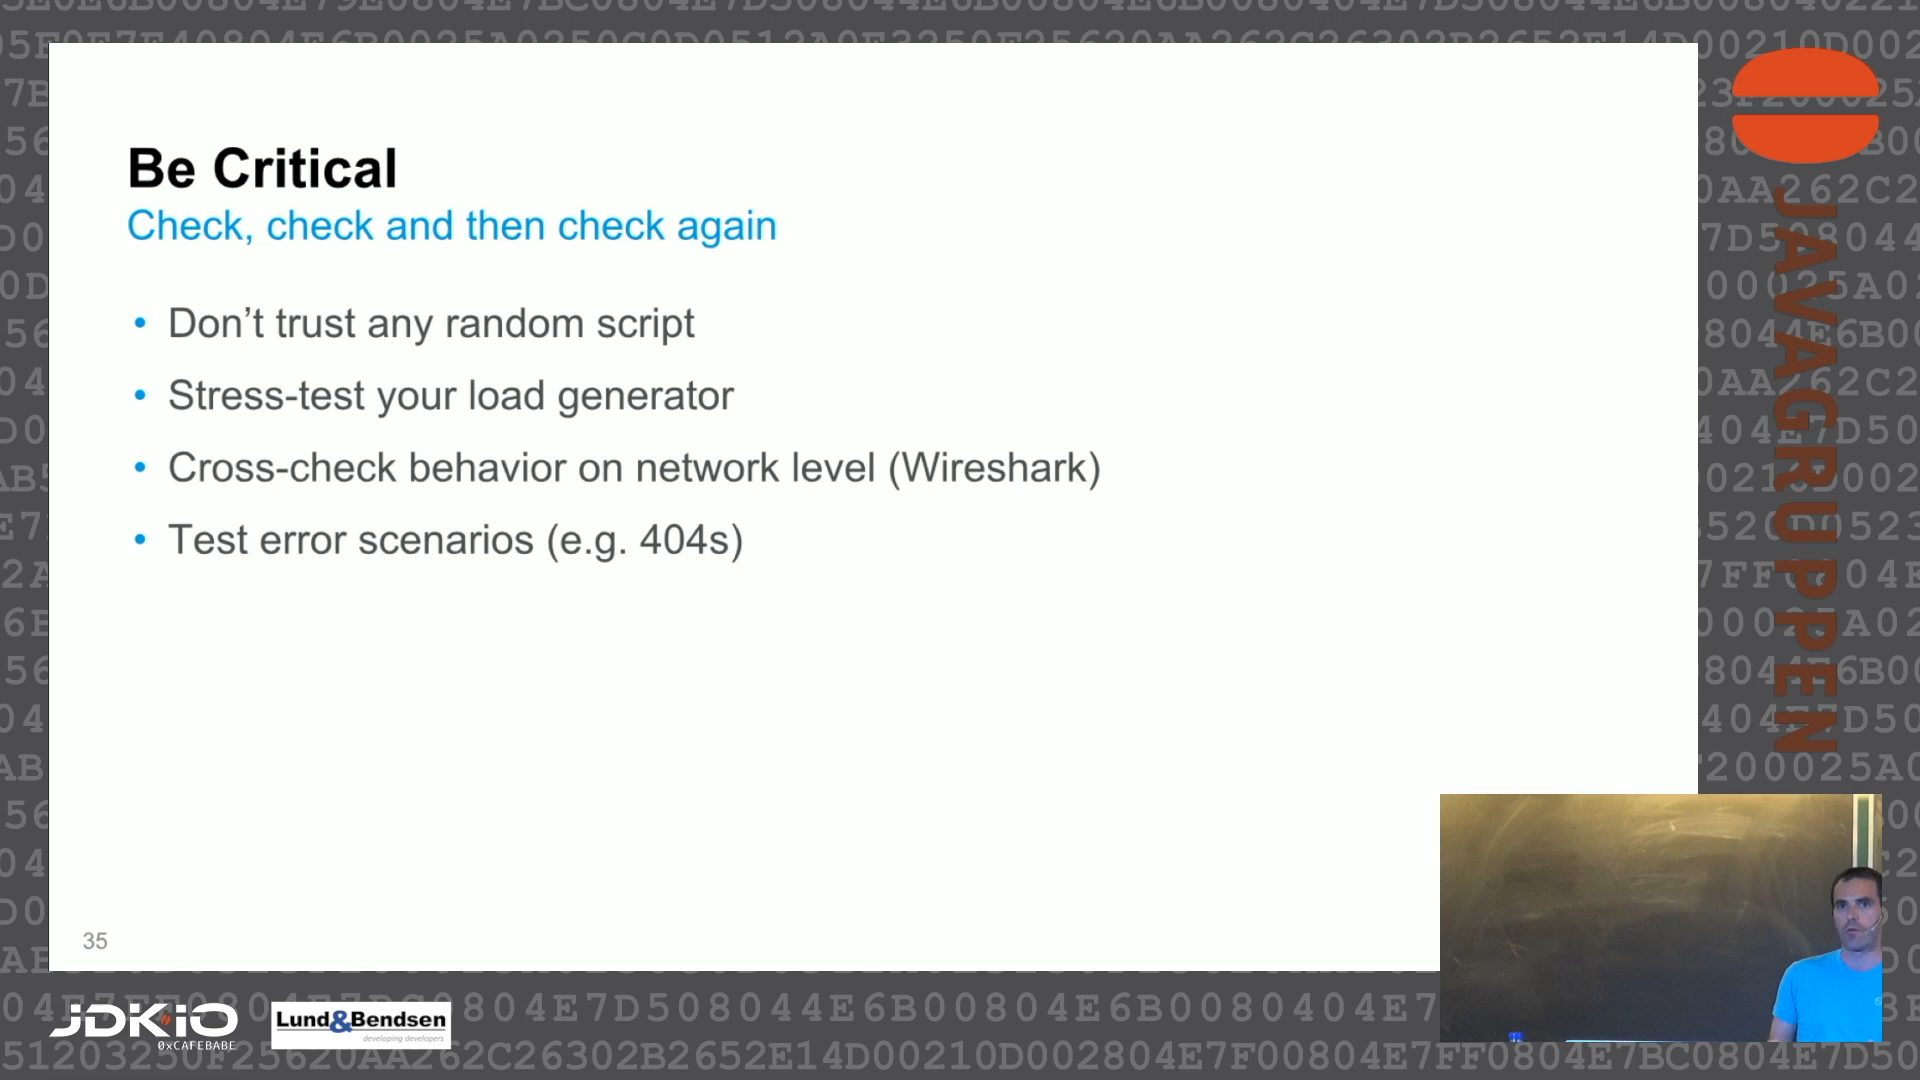 Be Critical
Check, check and then check again
• Don’t trust any random script
• Stress-test your load generator
• Cross-check behavior on network level (Wireshark)
• Test error scenarios (e.g. 404s)
35
JAVAGRUPPEN
JDKIO
0xCAFEBABE
Lund&Bendsen
developing developers